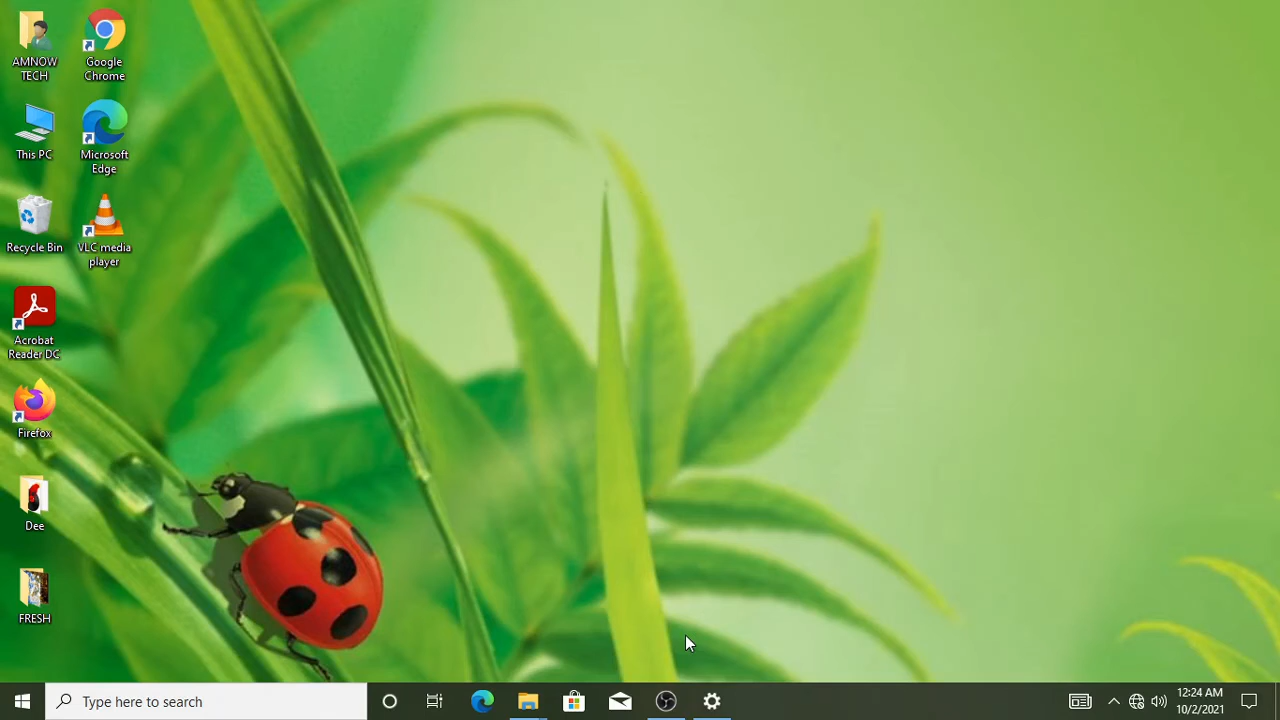 AMNOW
TECH
Google
Chrome
This PC
Microsoft
Edge
Recycle Bin
VLC media
player
Acrobat
Reader DC
Firefox
Dee
FRESH
Type here to search
12:24 AM
10/2/2021